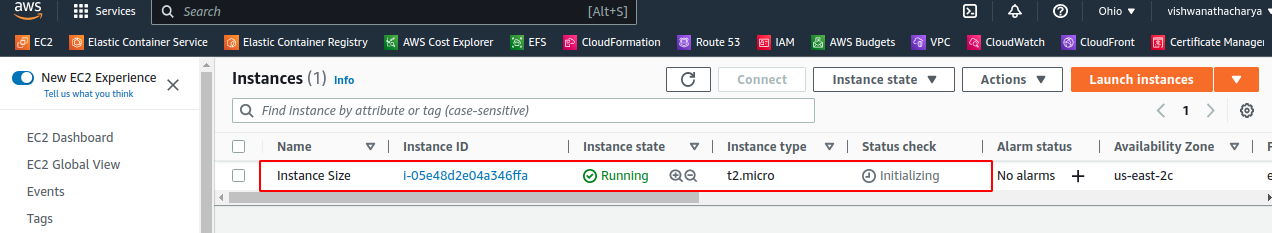 aws
Services
Search
[Alt+S]
Ohio
vishwanathacharya
EC2
Elastic Container Service
Elastic Container Registry
AWS Cost Explorer
EFS
CloudFormation
Route 53
IAM
AWS Budgets
VPC
CloudWatch
CloudFront
Certificate Manager
New EC2 Experience
Tell us what you think
EC2 Dashboard
EC2 Global View
Events
Tags
Instances (1) Info
Connect
Instance state
Actions
Launch instances
Find instance by attribute or tag (case-sensitive)
1
Name Instance ID Instance state Instance type Status check Alarm status Availability Zone
Instance Size i-05e48d2e04a346ffa Running t2.micro Initializing No alarms + us-east-2c